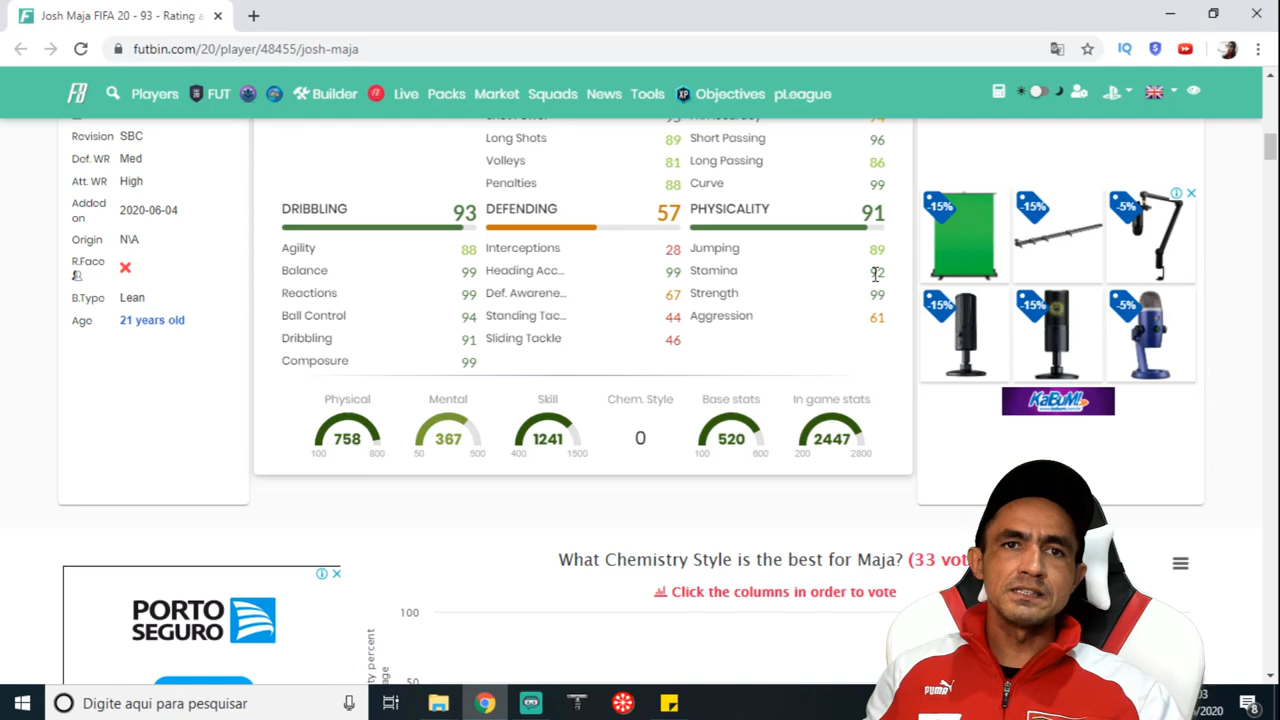 Josh Maja FIFA 20 - 93 - Rating a
futbin.com/20/player/48455/josh-maja
IQ
$
F8 Players FUT Builder Live Packs Market Squads News Tools XP Objectives pLeague
Revision SBC
Def. WR Med
Att. WR High
Added on 2020-06-04
Origin N\A
R.Face
B.Type Lean
Age 21 years old
Long Shots 89 Short Passing 96
Volleys 81 Long Passing 86
Penalties 88 Curve 99
DRIBBLING 93 DEFENDING 57 PHYSICALITY 91
Agility 88 Interceptions 28 Jumping 89
Balance 99 Heading Acc... 99 Stamina 92
Reactions 99 Def. Awarene... 67 Strength 99
Ball Control 94 Standing Tac... 44 Aggression 61
Dribbling 91 Sliding Tackle 46
Composure 99
Physical Mental Skill Chem. Style Base stats In game stats
758 367 1241 0 520 2447
100 800 50 500 400 1500 100 600 200 2800
-15% -15% -5%
-15% -15% -5%
KaBuM!
What Chemistry Style is the best for Maja? (33 vot
Click the columns in order to vote
100
50
PORTO
SEGURO
Digite aqui para pesquisar
PUMA
8